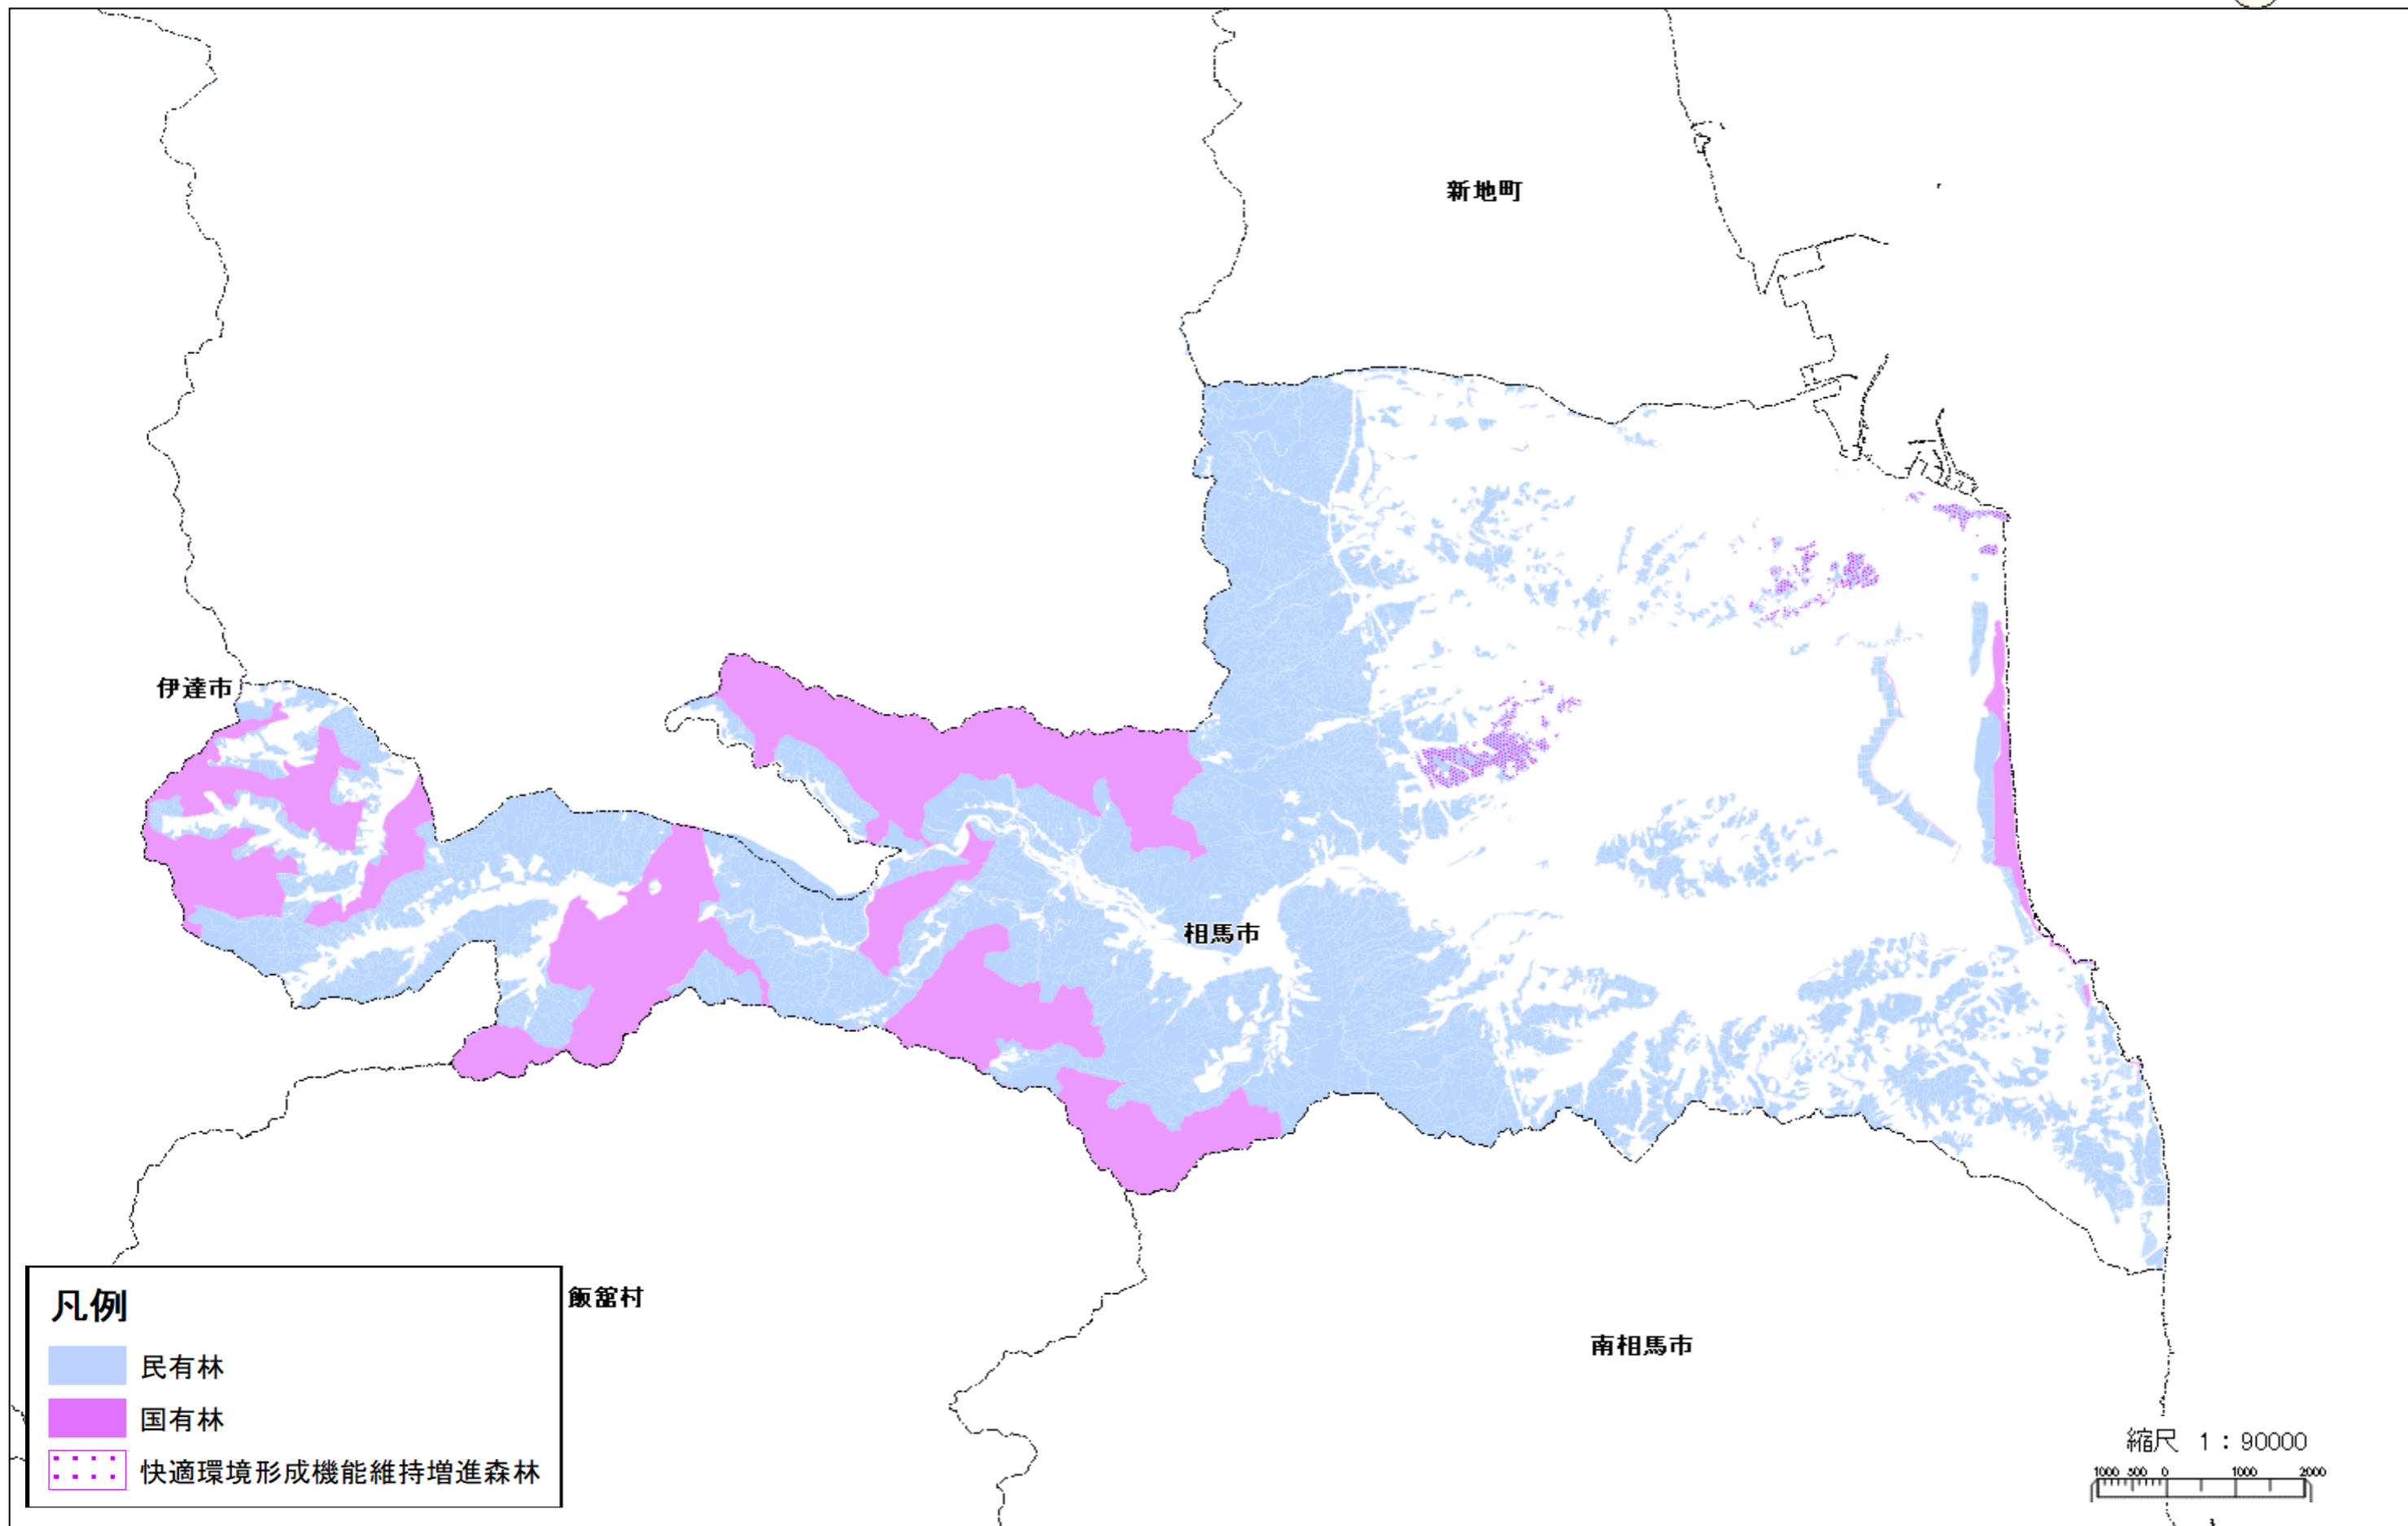 新地町
伊達市
相馬市
飯舘村
南相馬市
凡例
民有林
国有林
快適環境形成機能維持増進森林
縮尺 1：90000
1000 500 0 1000 2000